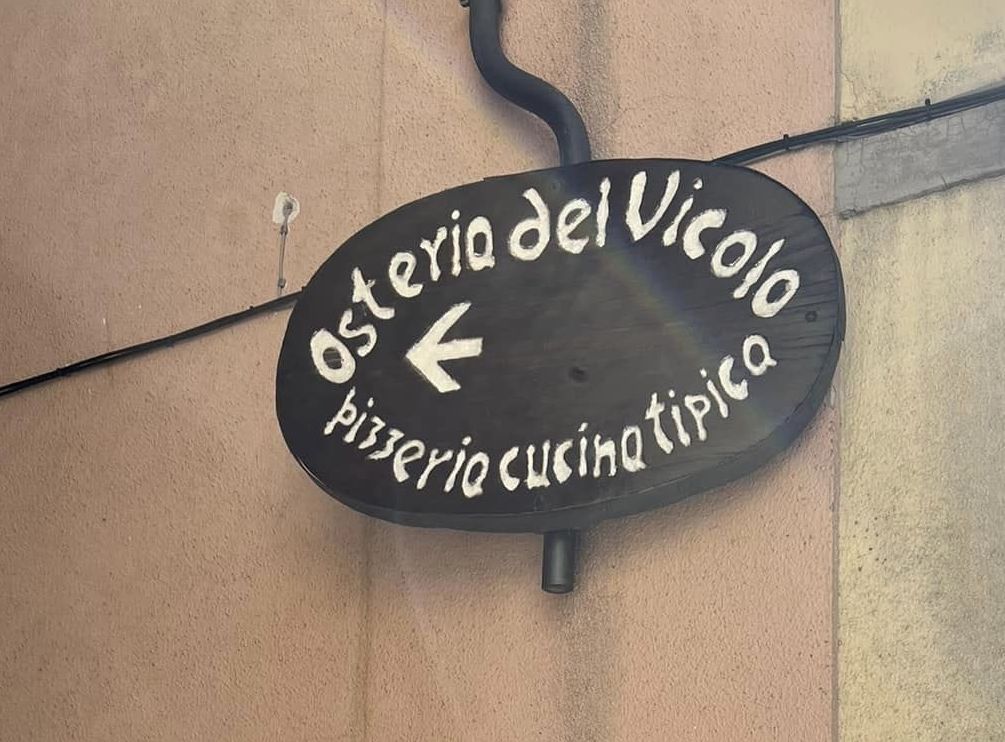 Osteria del Vicolo
pizzeria cucina tipica